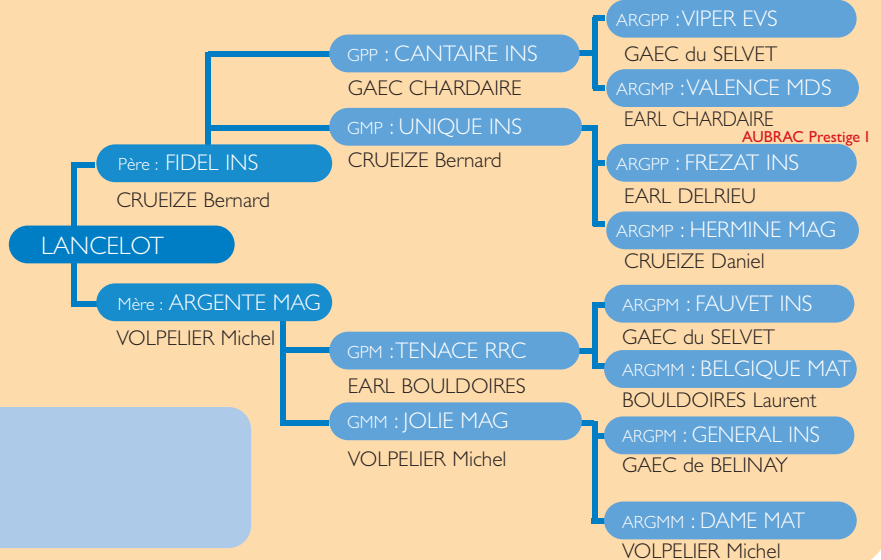 ARGPP : VIPER EVS
GAEC du SELVET
GPP : CANTAIRE INS
GAEC CHARDAIRE
ARGMP : VALENCE MDS
EARL CHARDAIRE
AUBRAC Prestige I
GMP : UNIQUE INS
CRUEIZE Bernard
ARGPP : FREZAT INS
EARL DELRIEU
Père : FIDEL INS
CRUEIZE Bernard
ARGMP : HERMINE MAG
CRUEIZE Daniel
LANCELOT
Mère : ARGENTE MAG
VOLPELIER Michel
ARGPM : FAUVET INS
GAEC du SELVET
GPM : TENACE RRC
EARL BOULDOIRES
ARGMM : BELGIQUE MAT
BOULDOIRES Laurent
GMM : JOLIE MAG
VOLPELIER Michel
ARGPM : GENERAL INS
GAEC de BELINAY
ARGMM : DAME MAT
VOLPELIER Michel